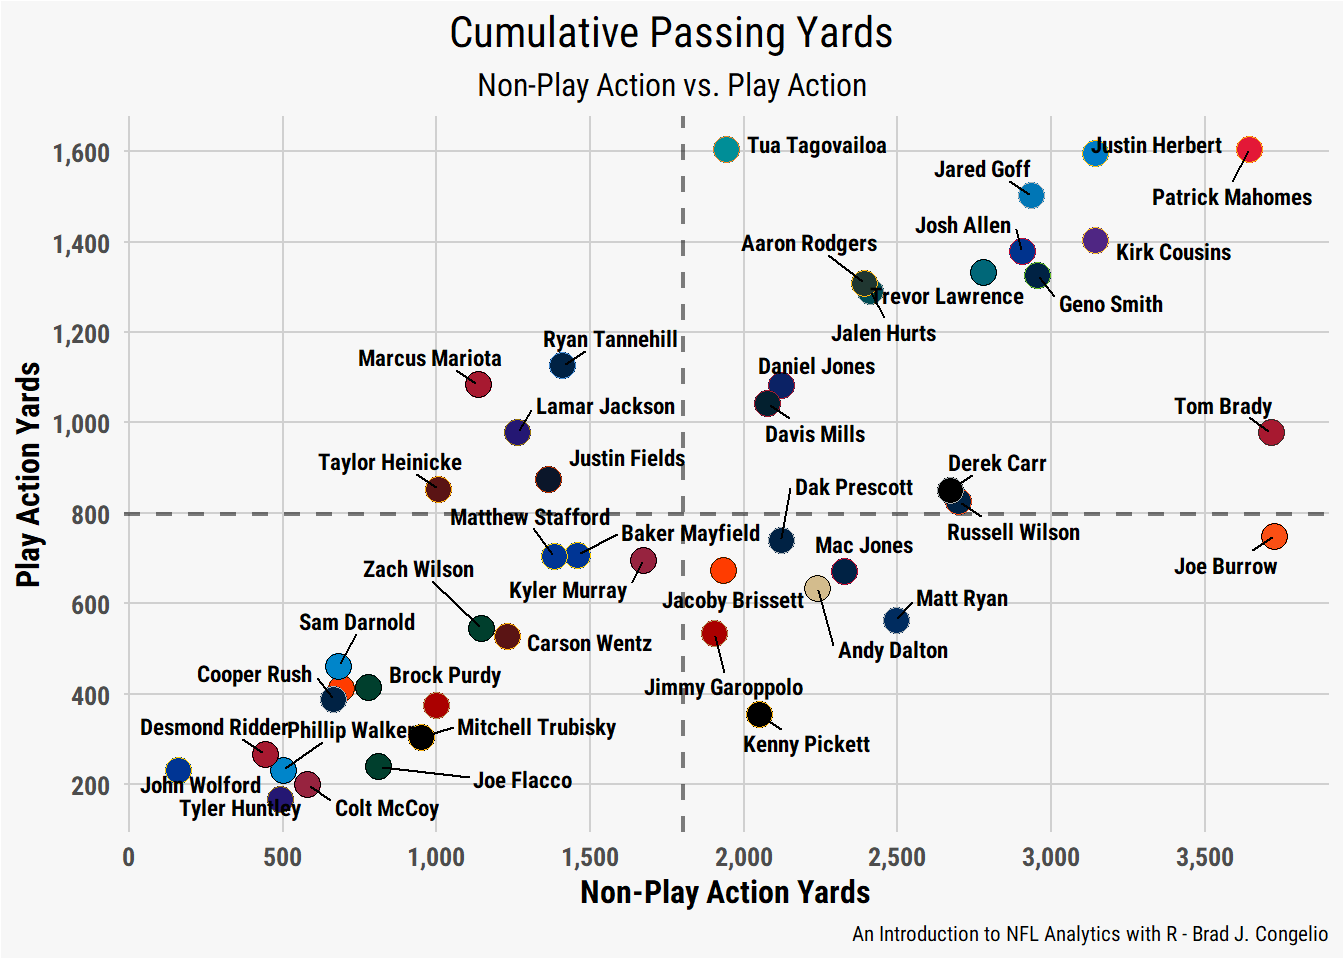 Cumulative Passing Yards
Non-Play Action vs. Play Action
1,600
1,400
1,200
1,000
800
600
400
200
Play Action Yards
Tua Tagovailoa
Justin Herbert
Jared Goff
Patrick Mahomes
Josh Allen
Aaron Rodgers
Kirk Cousins
Trevor Lawrence
Geno Smith
Jalen Hurts
Ryan Tannehill
Marcus Mariota
Daniel Jones
Lamar Jackson
Tom Brady
Davis Mills
Justin Fields
Taylor Heinicke
Derek Carr
Dak Prescott
Matthew Stafford
Baker Mayfield
Russell Wilson
Mac Jones
Joe Burrow
Zach Wilson
Kyler Murray
Jacoby Brissett
Matt Ryan
Sam Darnold
Carson Wentz
Andy Dalton
Cooper Rush
Brock Purdy
Jimmy Garoppolo
Desmond Ridder
Phillip Walker
Mitchell Trubisky
Kenny Pickett
John Wolford
Joe Flacco
Tyler Huntley
Colt McCoy
0
500
1,000
1,500
2,000
2,500
3,000
3,500
Non-Play Action Yards
An Introduction to NFL Analytics with R - Brad J. Congelio